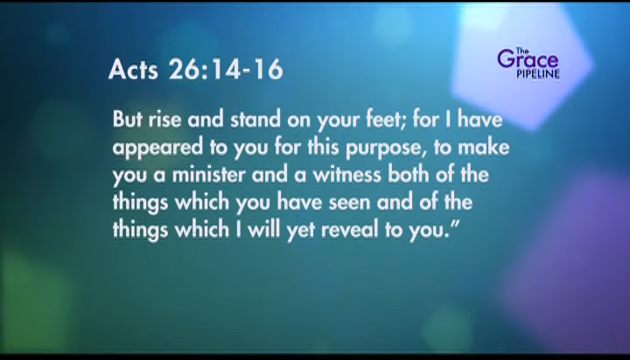 Acts 26:14-16
The
Grace
PIPELINE
But rise and stand on your feet; for I have
appeared to you for this purpose, to make
you a minister and a witness both of the
things which you have seen and of the
things which I will yet reveal to you.”